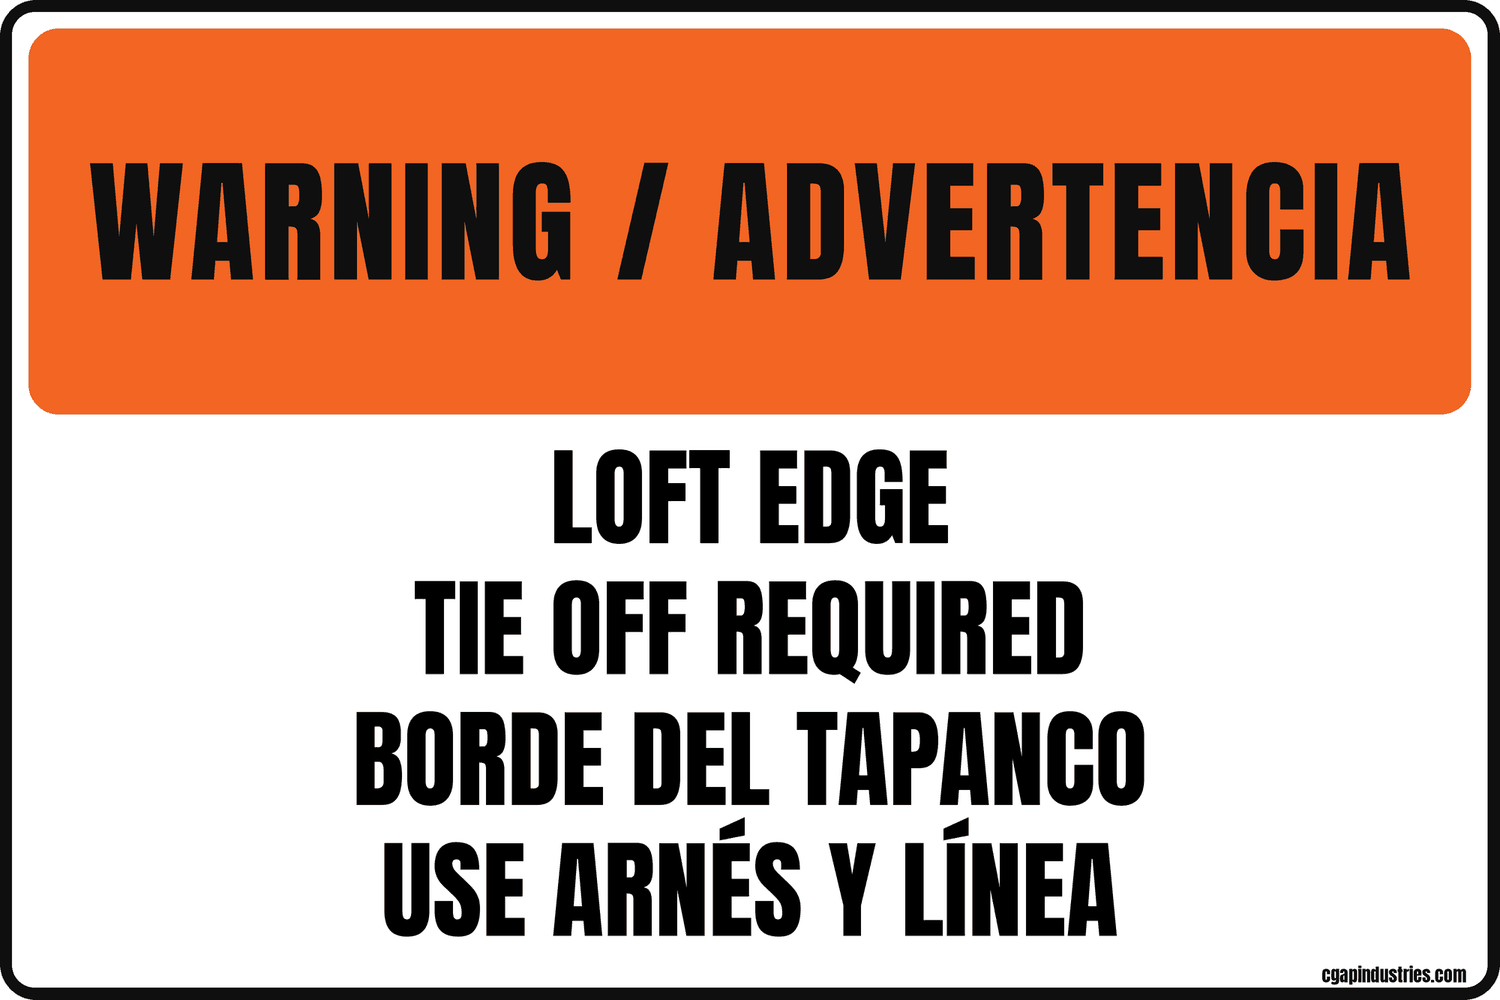 WARNING / ADVERTENCIA
LOFT EDGE
TIE OFF REQUIRED
BORDE DEL TAPANCO
USE ARNÉS Y LÍNEA
cgapindustries.com